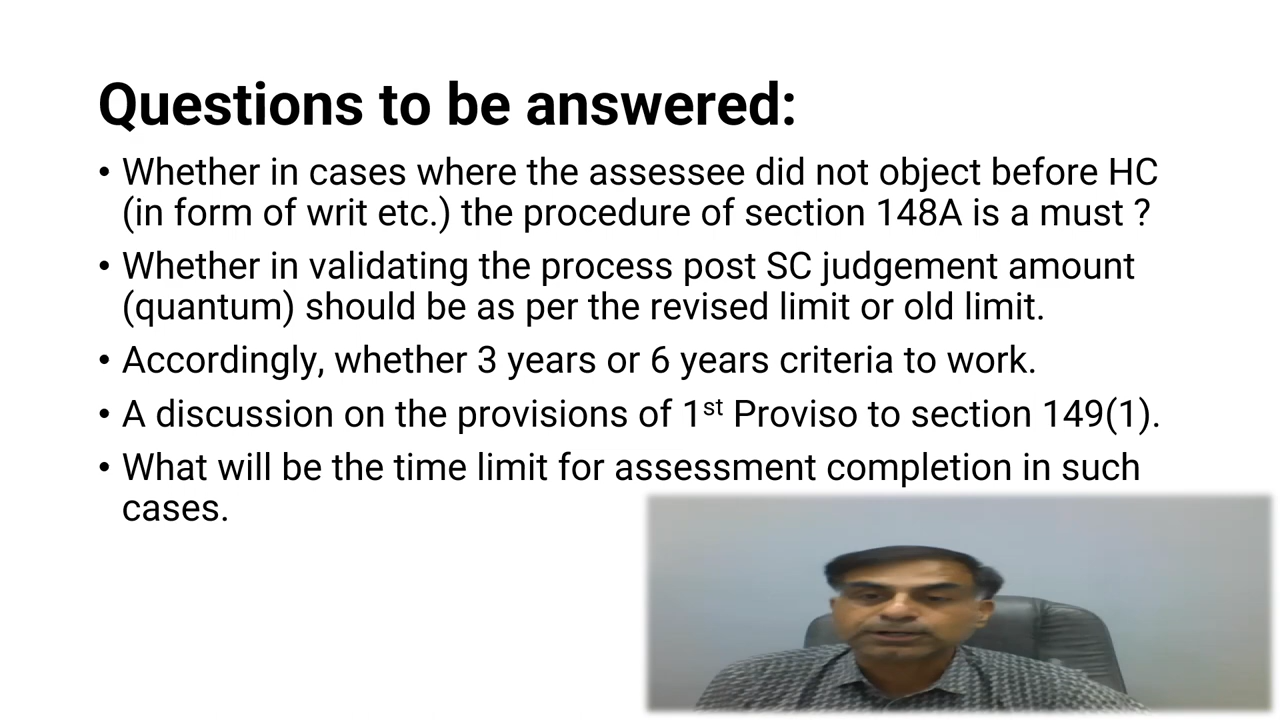 Questions to be answered:
• Whether in cases where the assessee did not object before HC
(in form of writ etc.) the procedure of section 148A is a must ?
• Whether in validating the process post SC judgement amount
(quantum) should be as per the revised limit or old limit.
• Accordingly, whether 3 years or 6 years criteria to work.
• A discussion on the provisions of 1st Proviso to section 149(1).
• What will be the time limit for assessment completion in such
cases.